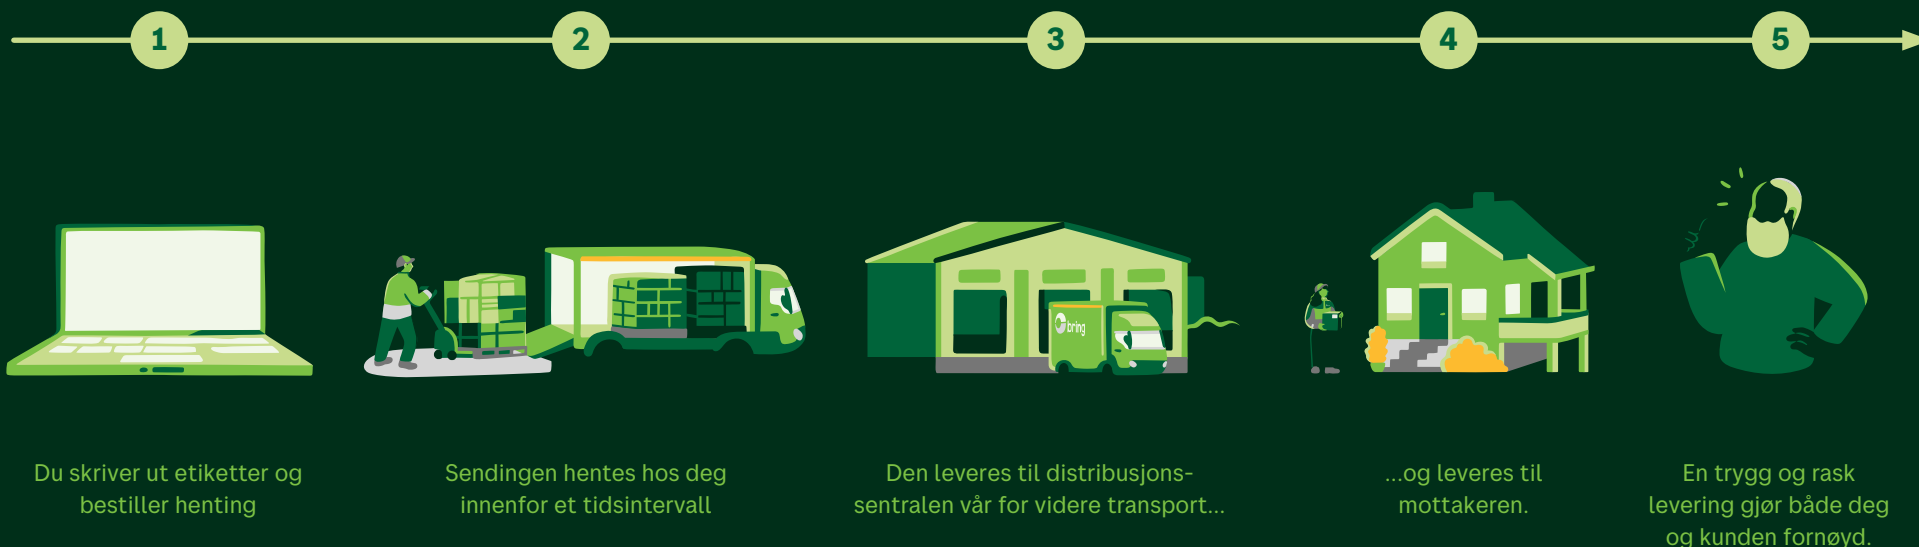 1
2
3
4
5
bring
Du skriver ut etiketter og
bestiller henting
Sendingen hentes hos deg
innenfor et tidsintervall
Den leveres til distribusjons-
sentralen vår for videre transport...
...og leveres til
mottakeren.
En trygg og rask
levering gjør både deg
og kunden fornøyd.